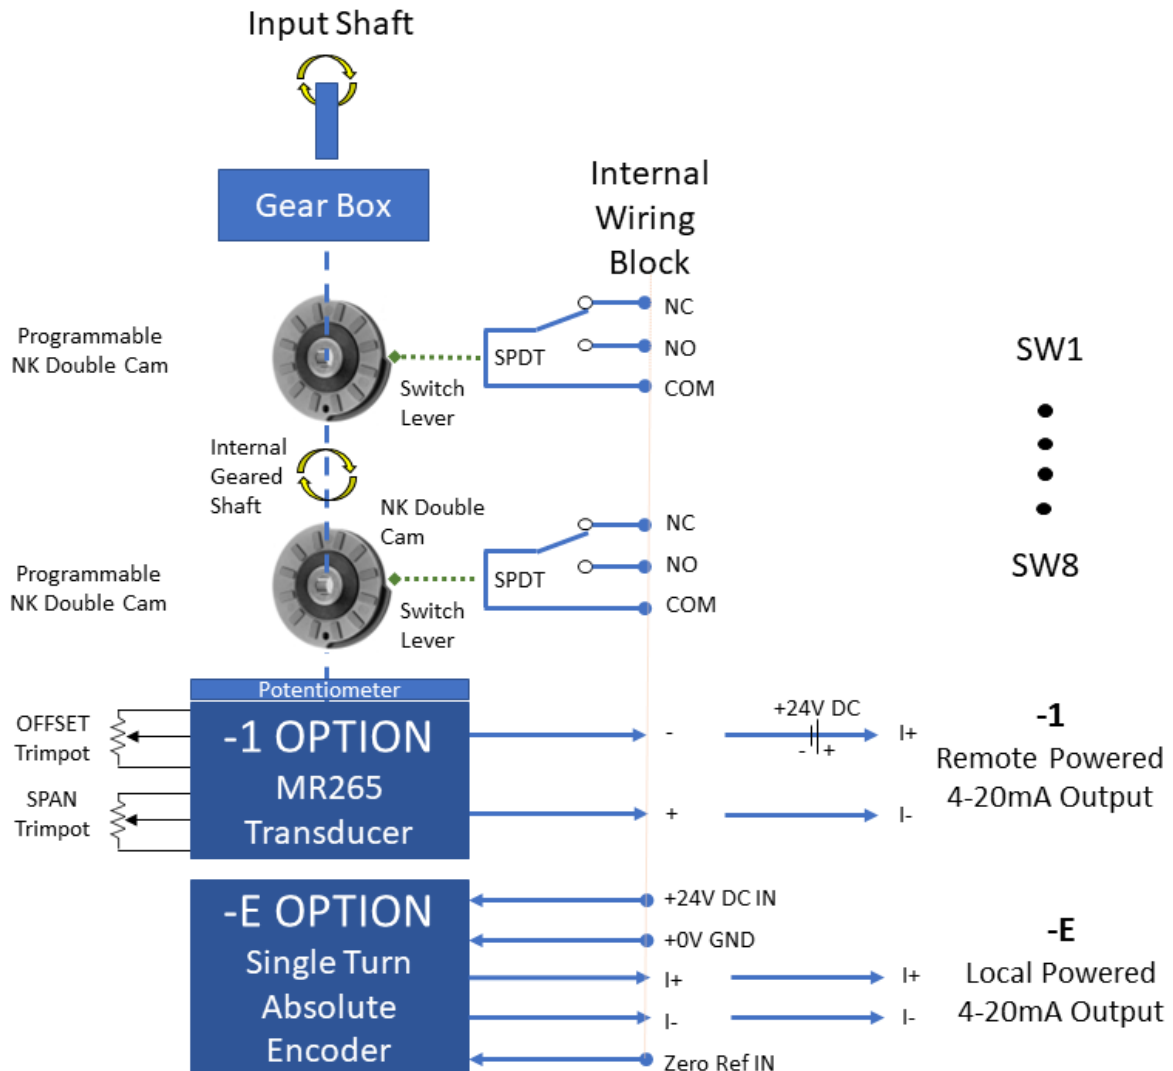 Input Shaft
Gear Box
Internal
Wiring
Block
Programmable
NK Double Cam
Switch
Lever
SPDT
NC
NO
COM
SW1
Internal
Geared
Shaft
NK Double
Cam
Programmable
NK Double Cam
Switch
Lever
SPDT
NC
NO
COM
SW8
Potentiometer
OFFSET
Trimpot
SPAN
Trimpot
-1 OPTION
MR265
Transducer
-
+
+24V DC
- +
I+
I-
-1
Remote Powered
4-20mA Output
-E OPTION
Single Turn
Absolute
Encoder
+24V DC IN
+0V GND
I+
I-
Zero Ref IN
I+
I-
-E
Local Powered
4-20mA Output